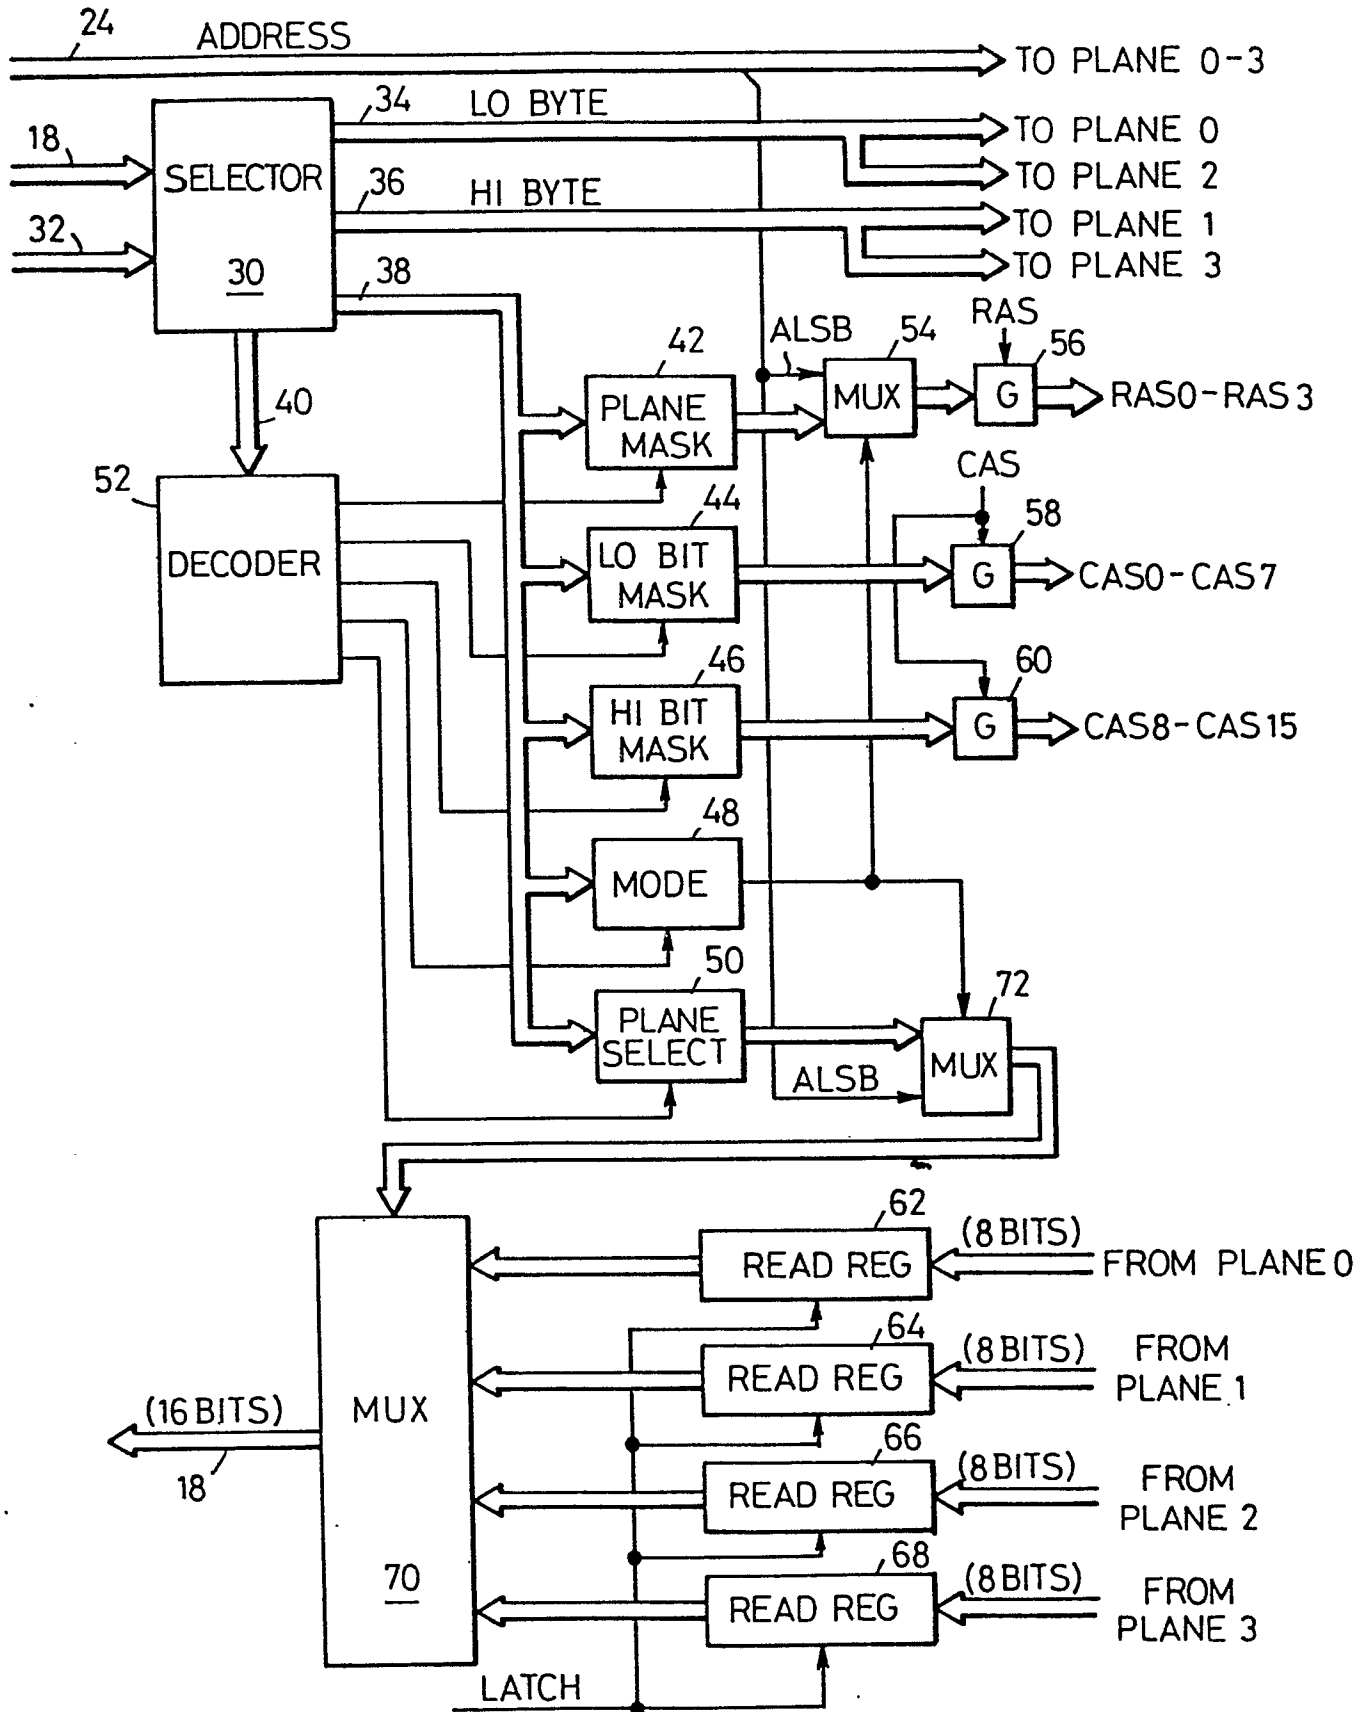 24
ADDRESS
TO PLANE 0-3
34
LO BYTE
TO PLANE 0
18
SELECTOR
TO PLANE 2
36
HI BYTE
TO PLANE 1
32
30
38
TO PLANE 3
RAS
42
ALSB
54
56
PLANE
MASK
MUX
G
RAS0-RAS3
40
CAS
52
44
58
DECODER
LO BIT
MASK
G
CAS0-CAS7
46
60
HI BIT
MASK
G
CAS8-CAS15
48
MODE
50
72
PLANE
SELECT
MUX
ALSB
62
(8 BITS)
READ REG
FROM PLANE 0
64
(8 BITS)
FROM
PLANE 1
READ REG
(16 BITS)
MUX
18
66
(8 BITS)
FROM
PLANE 2
READ REG
70
68
(8 BITS)
FROM
PLANE 3
READ REG
LATCH